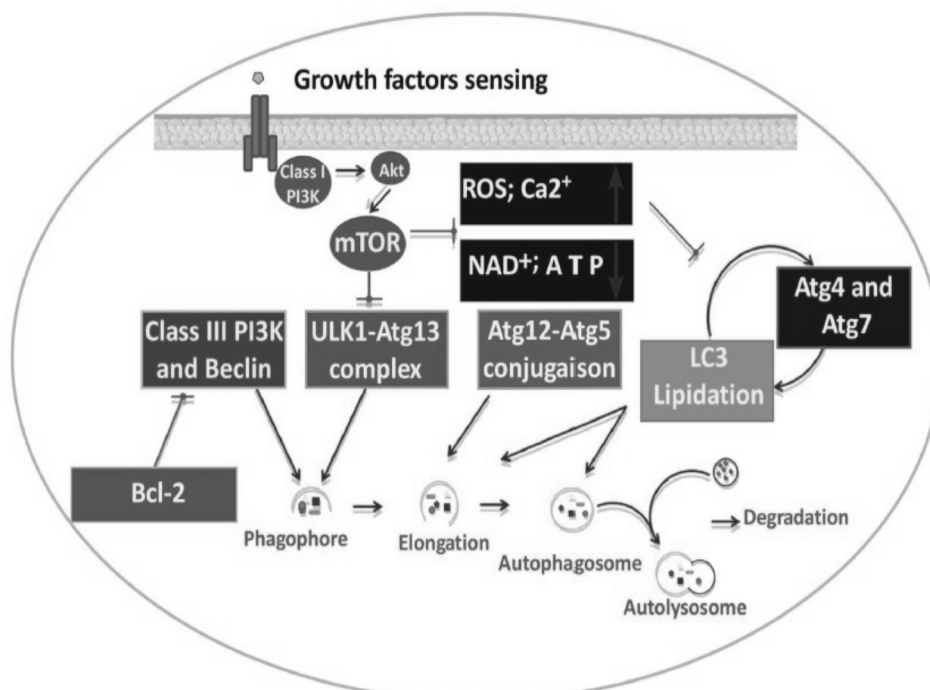 Growth factors sensing
Class I
PI3K
Akt
mTOR
ROS; Ca2⁺
NAD⁺; A T P
Class III PI3K
and Beclin
ULK1-Atg13
complex
Atg12-Atg5
conjugaison
LC3
Lipidation
Atg4 and
Atg7
Bcl-2
Phagophore
Elongation
Autophagosome
Autolysosome
Degradation